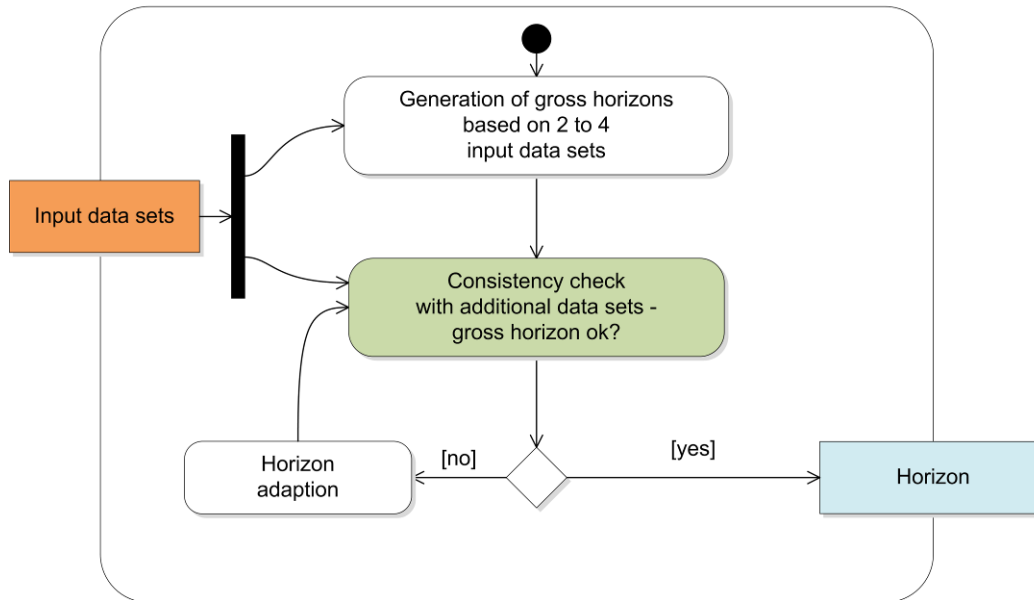 Generation of gross horizons
based on 2 to 4
input data sets
Input data sets
Consistency check
with additional data sets -
gross horizon ok?
[no]
[yes]
Horizon
adaption
Horizon